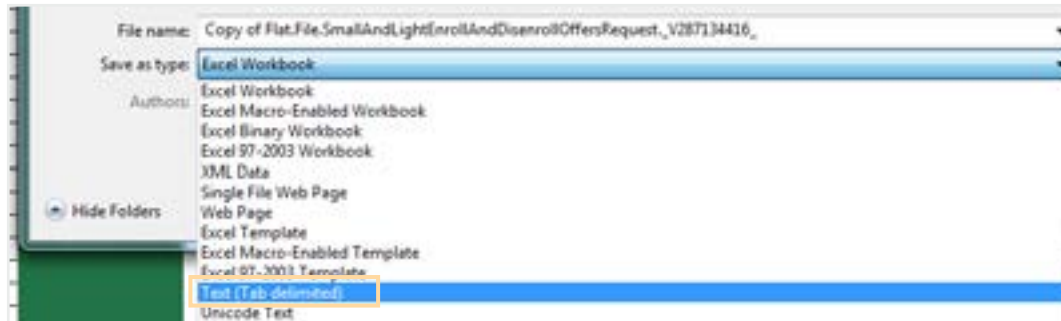 File name: Copy of Flat.File.SmallAndLightEnrollAndDisenrollOffersRequest._V287134416_
Save as type: Excel Workbook
Authors:
Excel Workbook
Excel Macro-Enabled Workbook
Excel Binary Workbook
Excel 97-2003 Workbook
XML Data
Single File Web Page
Hide Folders
Web Page
Excel Template
Excel Macro-Enabled Template
Excel 97-2003 Template
Text (Tab delimited)
Unicode Text